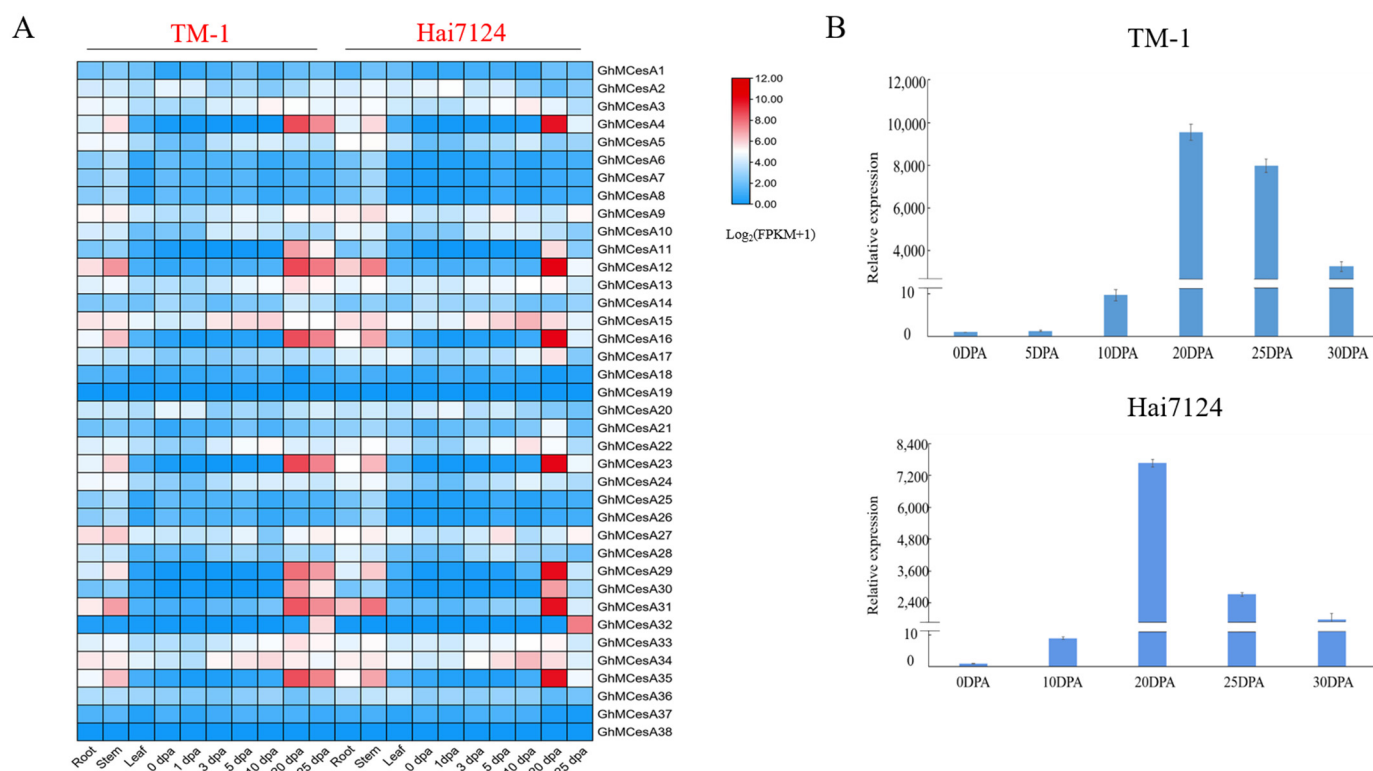 A
TM-1
Hai7124
GhMCesA1
GhMCesA2
GhMCesA3
GhMCesA4
GhMCesA5
GhMCesA6
GhMCesA7
GhMCesA8
GhMCesA9
GhMCesA10
GhMCesA11
GhMCesA12
GhMCesA13
GhMCesA14
GhMCesA15
GhMCesA16
GhMCesA17
GhMCesA18
GhMCesA19
GhMCesA20
GhMCesA21
GhMCesA22
GhMCesA23
GhMCesA24
GhMCesA25
GhMCesA26
GhMCesA27
GhMCesA28
GhMCesA29
GhMCesA30
GhMCesA31
GhMCesA32
GhMCesA33
GhMCesA34
GhMCesA35
GhMCesA36
GhMCesA37
GhMCesA38
Root Stem Leaf 0 dpa 1 dpa 3 dpa 5 dpa 10 dpa 20 dpa 25 dpa Root Stem Leaf 0 dpa 1dpa 3 dpa 5 dpa 10 dpa 20 dpa 25 dpa
12.00
10.00
8.00
6.00
4.00
2.00
0.00
Log₂(FPKM+1)
B
TM-1
Relative expression
12,000
10,000
8,000
6,000
4,000
10
0
0DPA 5DPA 10DPA 20DPA 25DPA 30DPA
Hai7124
Relative expression
8,400
7,200
6,000
4,800
3,600
2,400
10
0
0DPA 10DPA 20DPA 25DPA 30DPA